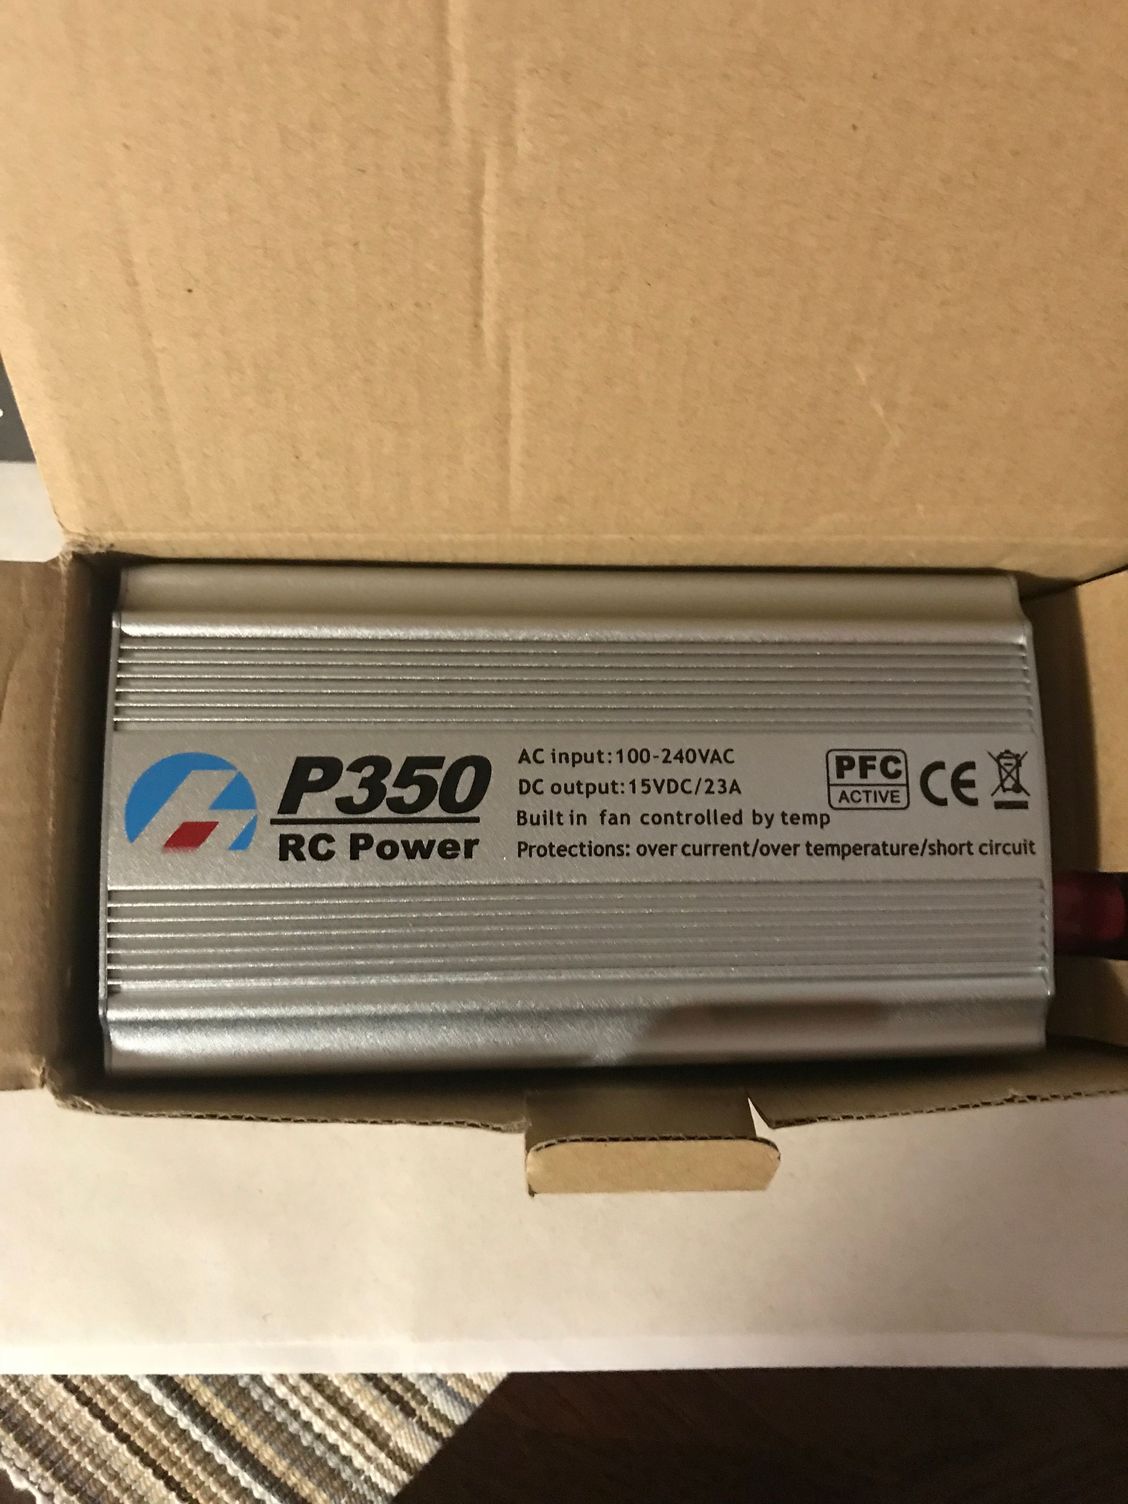 P350
RC Power
AC input:100-240VAC
DC output:15VDC/23A
Built in fan controlled by temp
Protections: over current/over temperature/short circuit
PFC
ACTIVE
CE